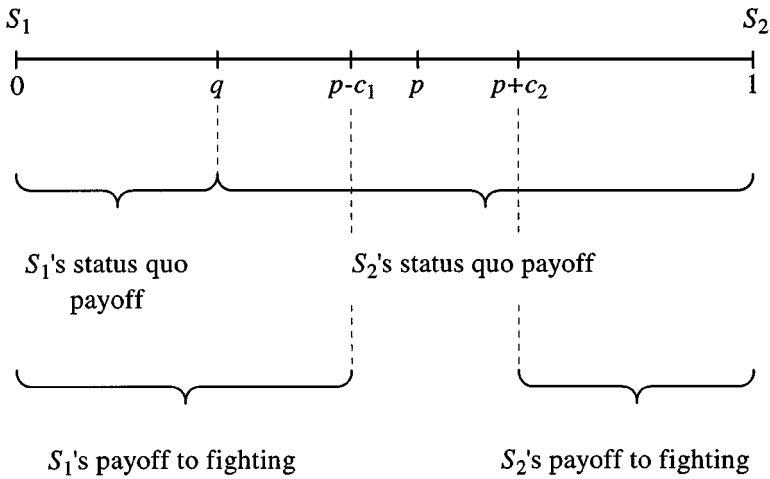 S₁ S₂
0 q p-c₁ p p+c₂ 1
S₁'s status quo S₂'s status quo payoff
payoff
S₁'s payoff to fighting S₂'s payoff to fighting